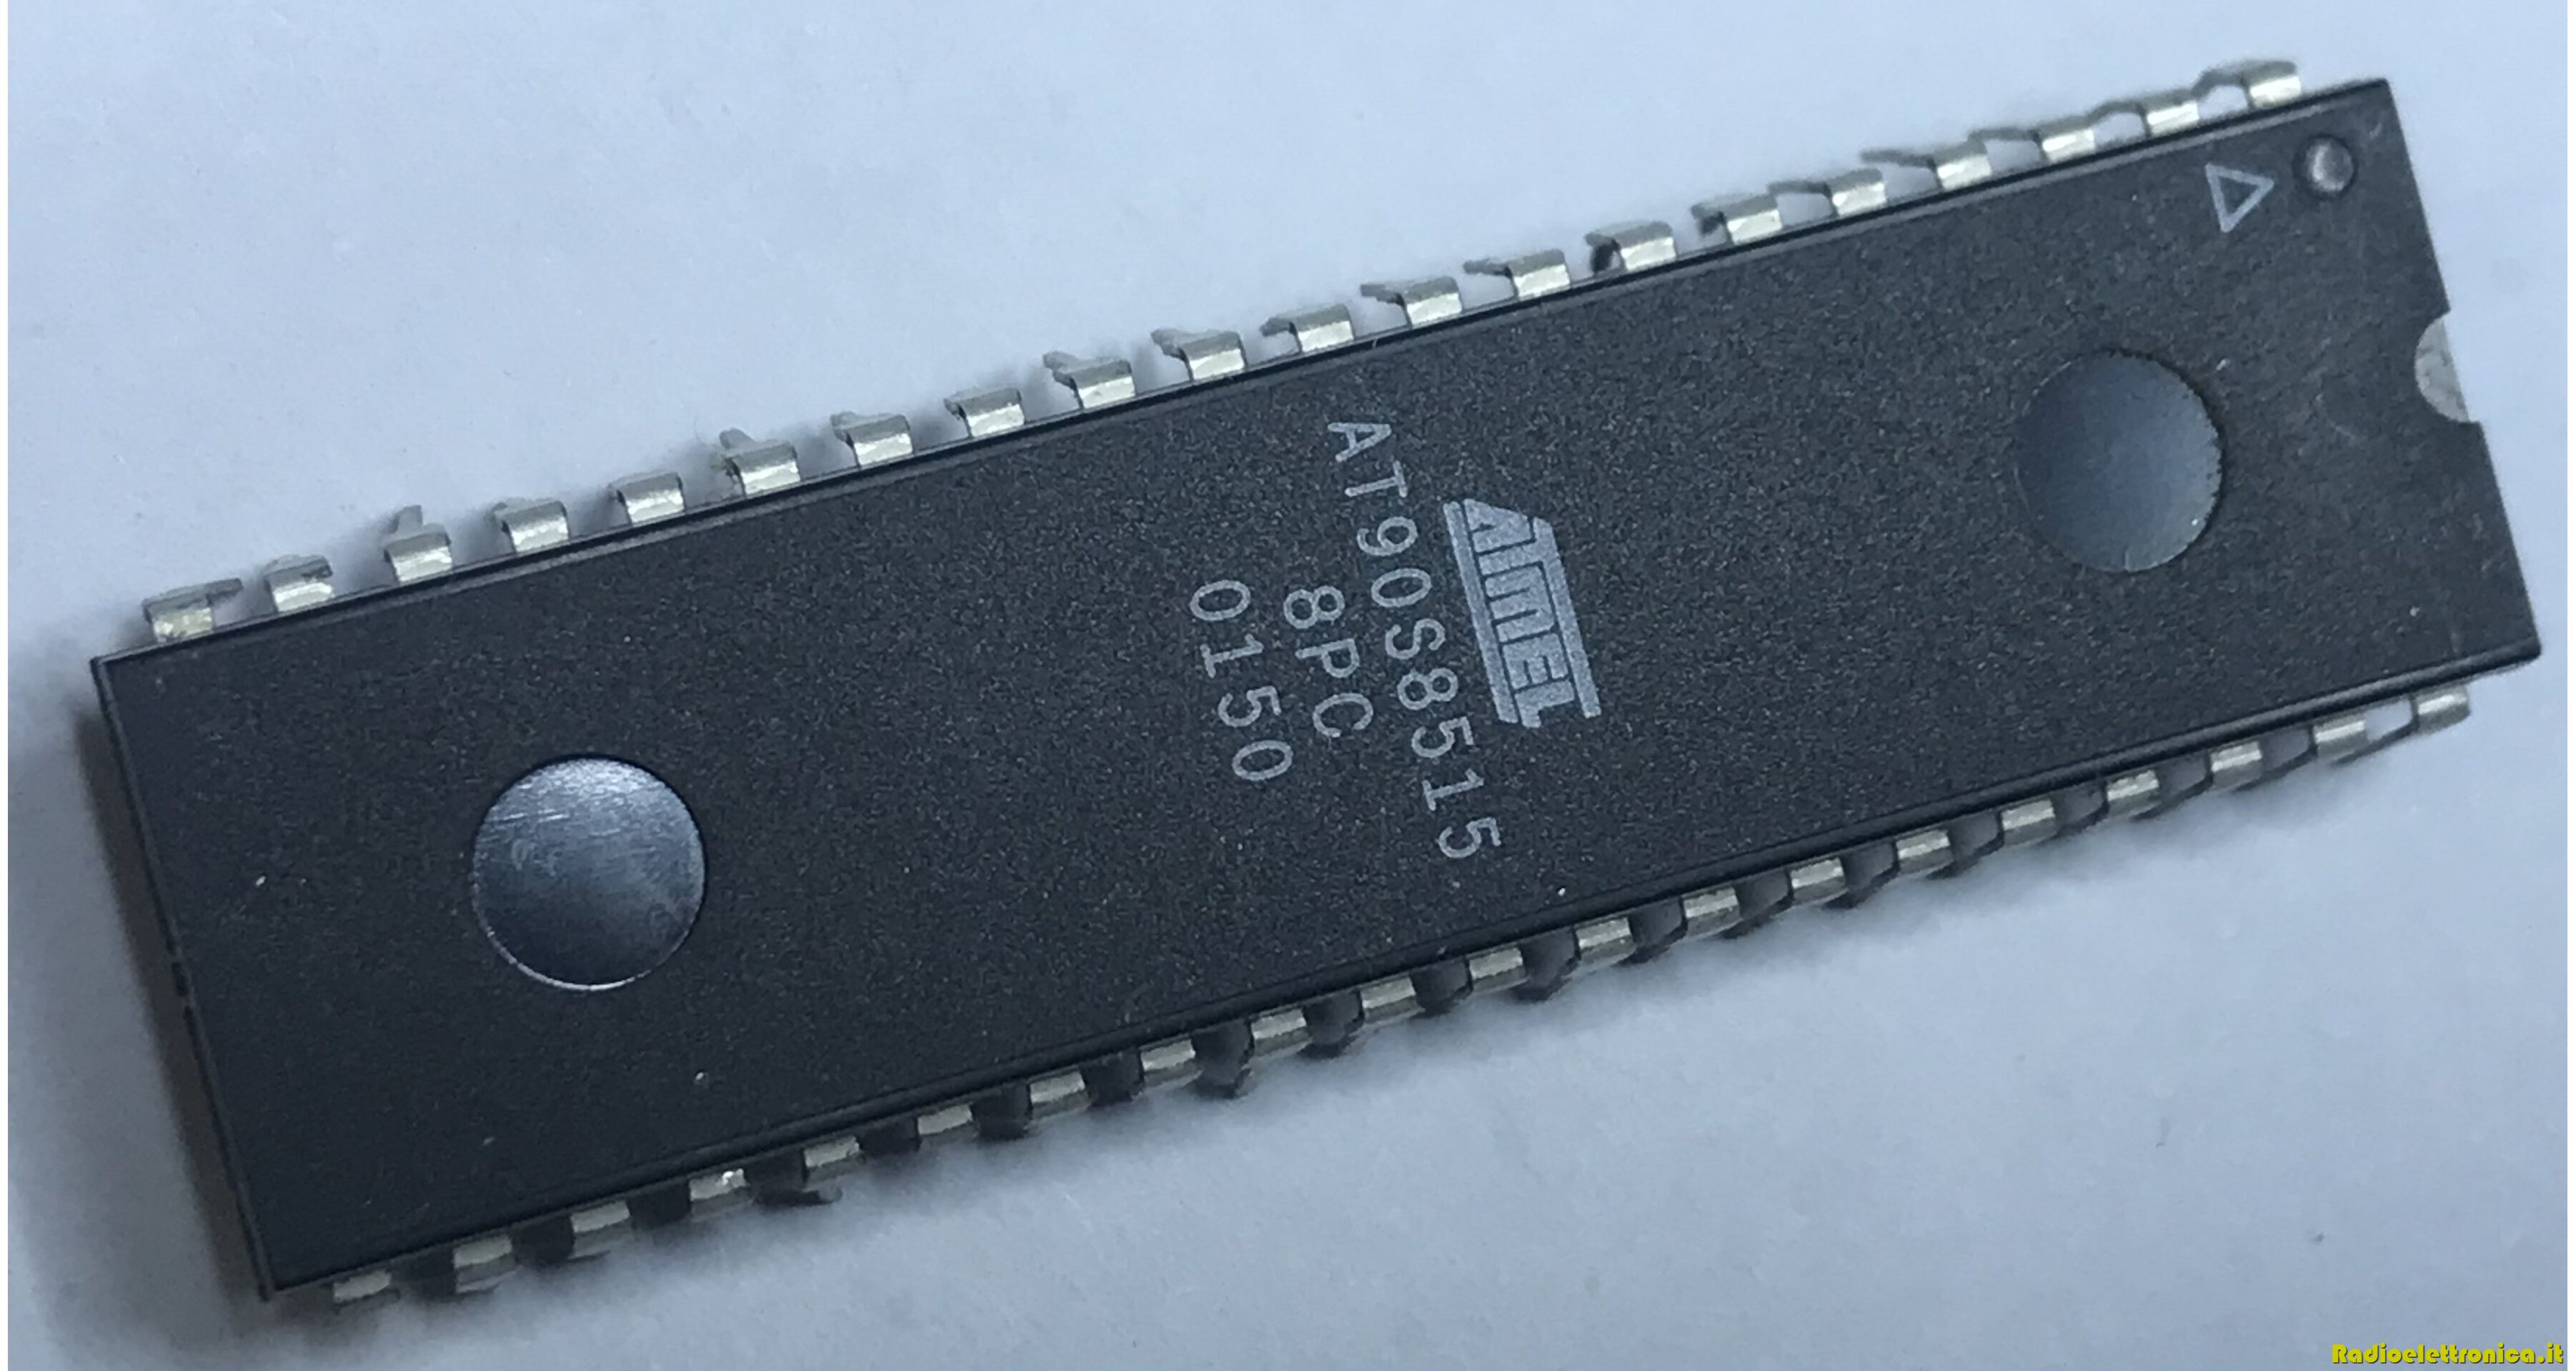 ATMEL
AT90S8515
8PC
0150
Radioelettronica.it